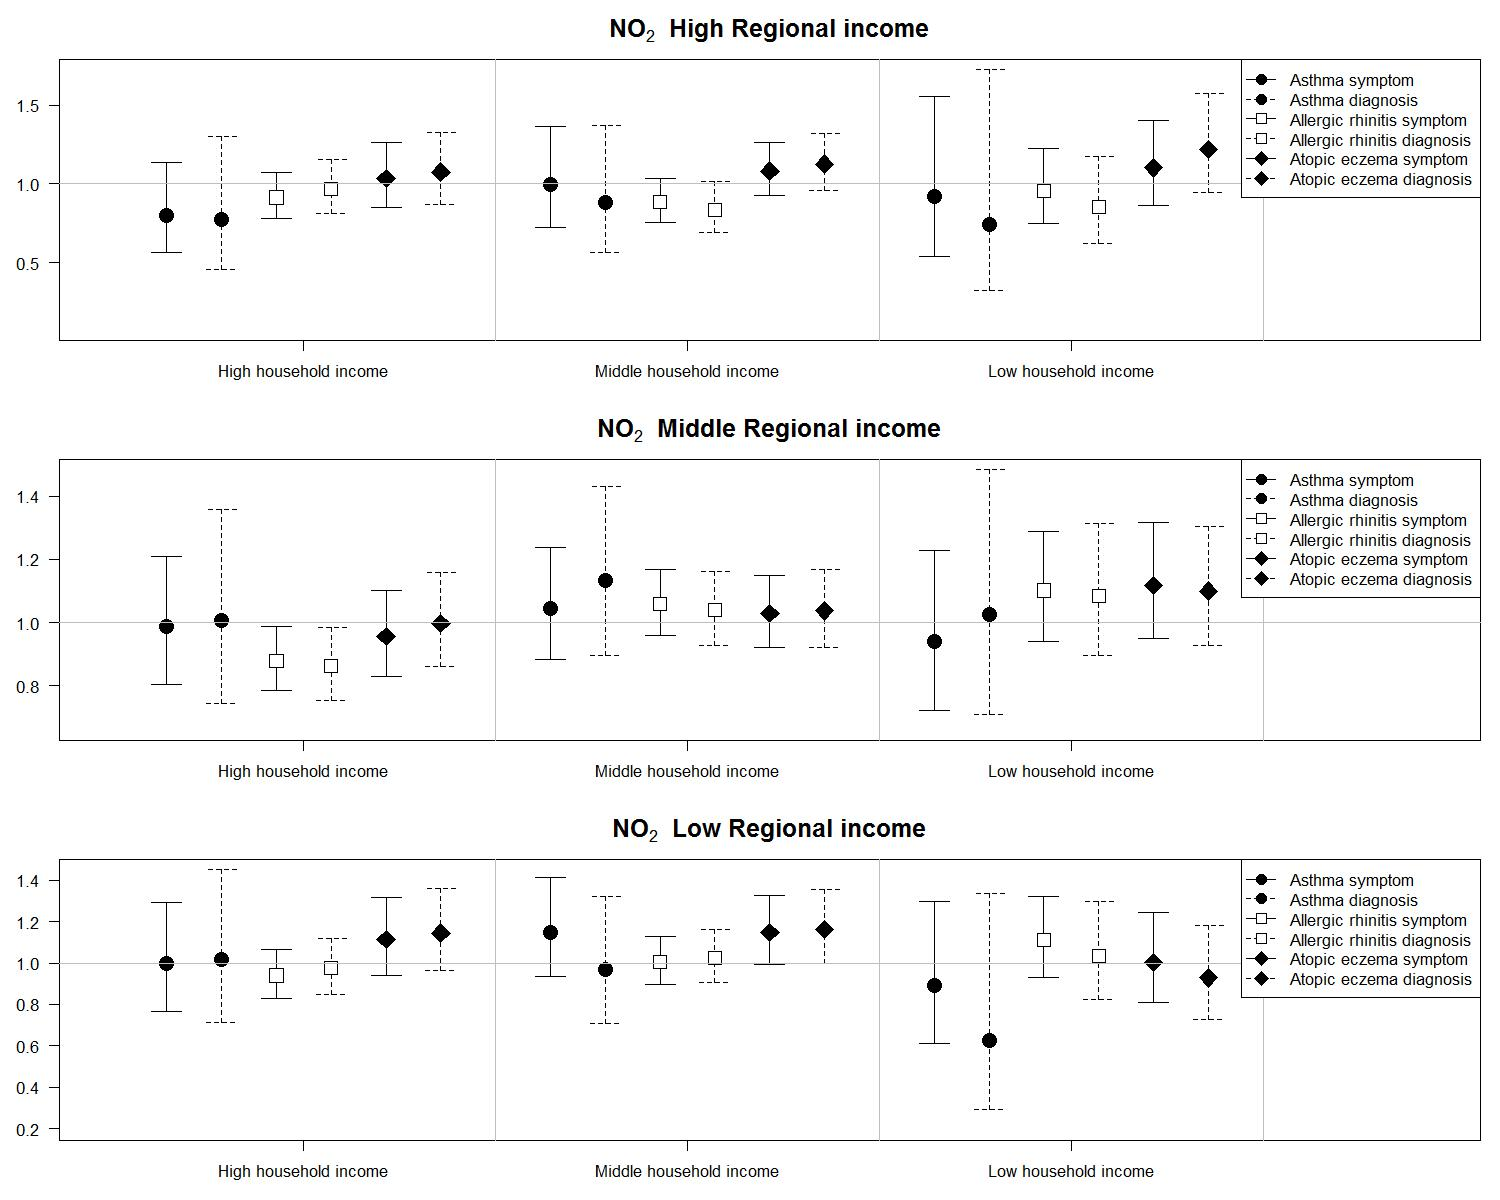 NO2 High Regional income
1.5
1.0
0.5
Asthma symptom
Asthma diagnosis
Allergic rhinitis symptom
Allergic rhinitis diagnosis
Atopic eczema symptom
Atopic eczema diagnosis
High household income
Middle household income
Low household income
NO2 Middle Regional income
1.4
1.2
1.0
0.8
Asthma symptom
Asthma diagnosis
Allergic rhinitis symptom
Allergic rhinitis diagnosis
Atopic eczema symptom
Atopic eczema diagnosis
High household income
Middle household income
Low household income
NO2 Low Regional income
1.4
1.2
1.0
0.8
0.6
0.4
0.2
Asthma symptom
Asthma diagnosis
Allergic rhinitis symptom
Allergic rhinitis diagnosis
Atopic eczema symptom
Atopic eczema diagnosis
High household income
Middle household income
Low household income